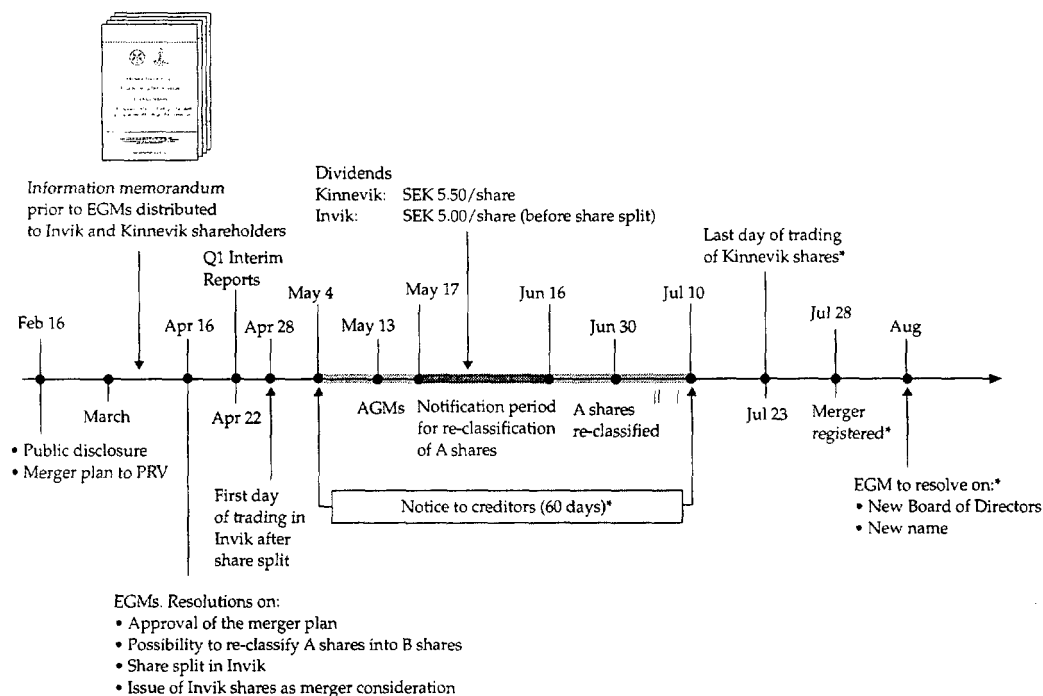 Information memorandum
prior to EGMs distributed
to Invik and Kinnevik shareholders
Dividends
Kinnevik: SEK 5.50/share
Invik: SEK 5.00/share (before share split)
Last day of trading
of Kinnevik shares*
Q1 Interim
Reports
May 4
May 17
Jun 16
Jul 10
Feb 16
Apr 16
Apr 28
May 13
Jun 30
Jul 28
Aug
March
Apr 22
AGMs
Notification period
for re-classification
of A shares
A shares
re-classified
Jul 23
Merger
registered*
• Public disclosure
• Merger plan to PRV
First day
of trading in
Invik after
share split
Notice to creditors (60 days)*
EGM to resolve on:*
• New Board of Directors
• New name
EGMs. Resolutions on:
• Approval of the merger plan
• Possibility to re-classify A shares into B shares
• Share split in Invik
• Issue of Invik shares as merger consideration